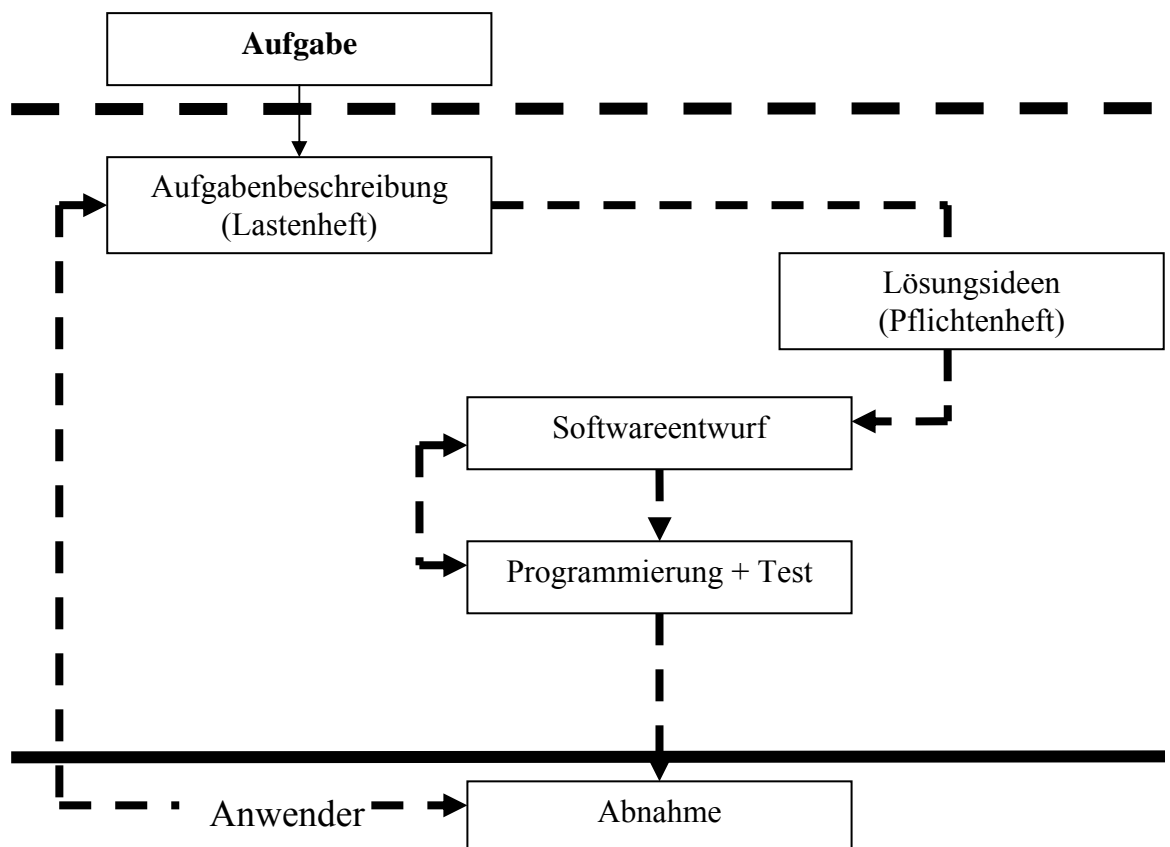 Aufgabe
Aufgabenbeschreibung
(Lastenheft)
Lösungsideen
(Pflichtenheft)
Softwareentwurf
Programmierung + Test
Anwender
Abnahme